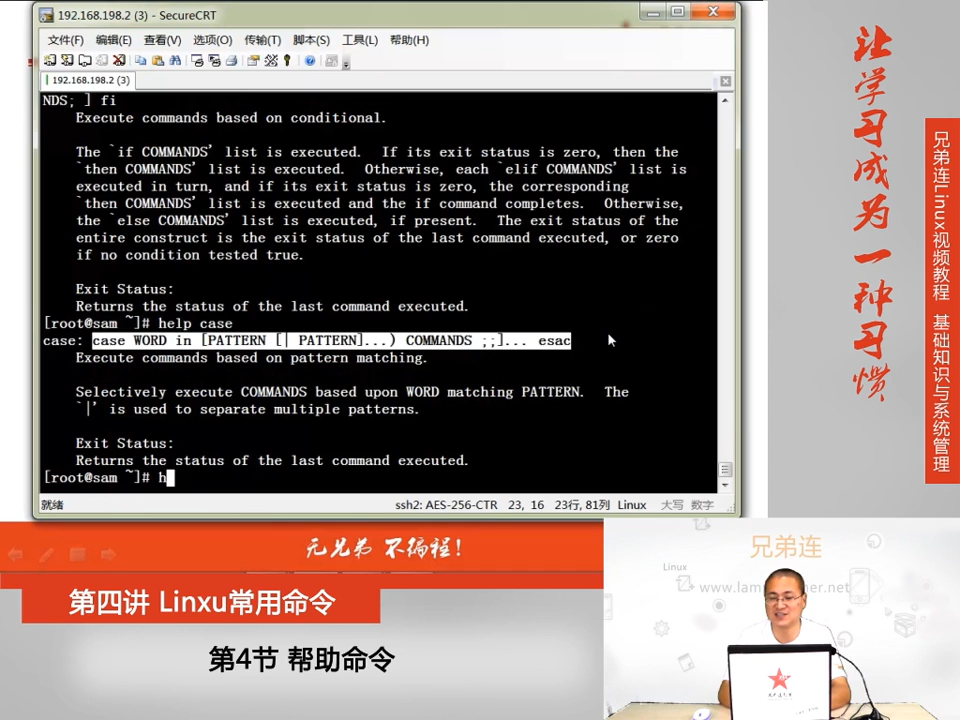 192.168.198.2 (3) - SecureCRT
文件(F) 编辑(E) 查看(V) 选项(O) 传输(T) 脚本(S) 工具(L) 帮助(H)
192.168.198.2 (3)
NDS; ] fi
Execute commands based on conditional.
The `if COMMANDS' list is executed.  If its exit status is zero, then the
`then COMMANDS' list is executed.  Otherwise, each `elif COMMANDS' list is
executed in turn, and if its exit status is zero, the corresponding
`then COMMANDS' list is executed and the if command completes.  Otherwise,
the `else COMMANDS' list is executed, if present.  The exit status of the
entire construct is the exit status of the last command executed, or zero
if no condition tested true.
Exit Status:
Returns the status of the last command executed.
[root@sam ~]# help case
case: case WORD in [PATTERN [| PATTERN]...) COMMANDS ;;]... esac
Execute commands based on pattern matching.
Selectively execute COMMANDS based upon WORD matching PATTERN.  The
`|' is used to separate multiple patterns.
Exit Status:
Returns the status of the last command executed.
[root@sam ~]# h
就绪 ssh2: AES-256-CTR 23, 16 23行, 81列 Linux 大写 数字
让学习成为一种习惯
兄弟连Linux视频教程 基础知识与系统管理
无兄弟 不编程!
第四讲 Linxu常用命令
第4节 帮助命令
兄弟连
Linux